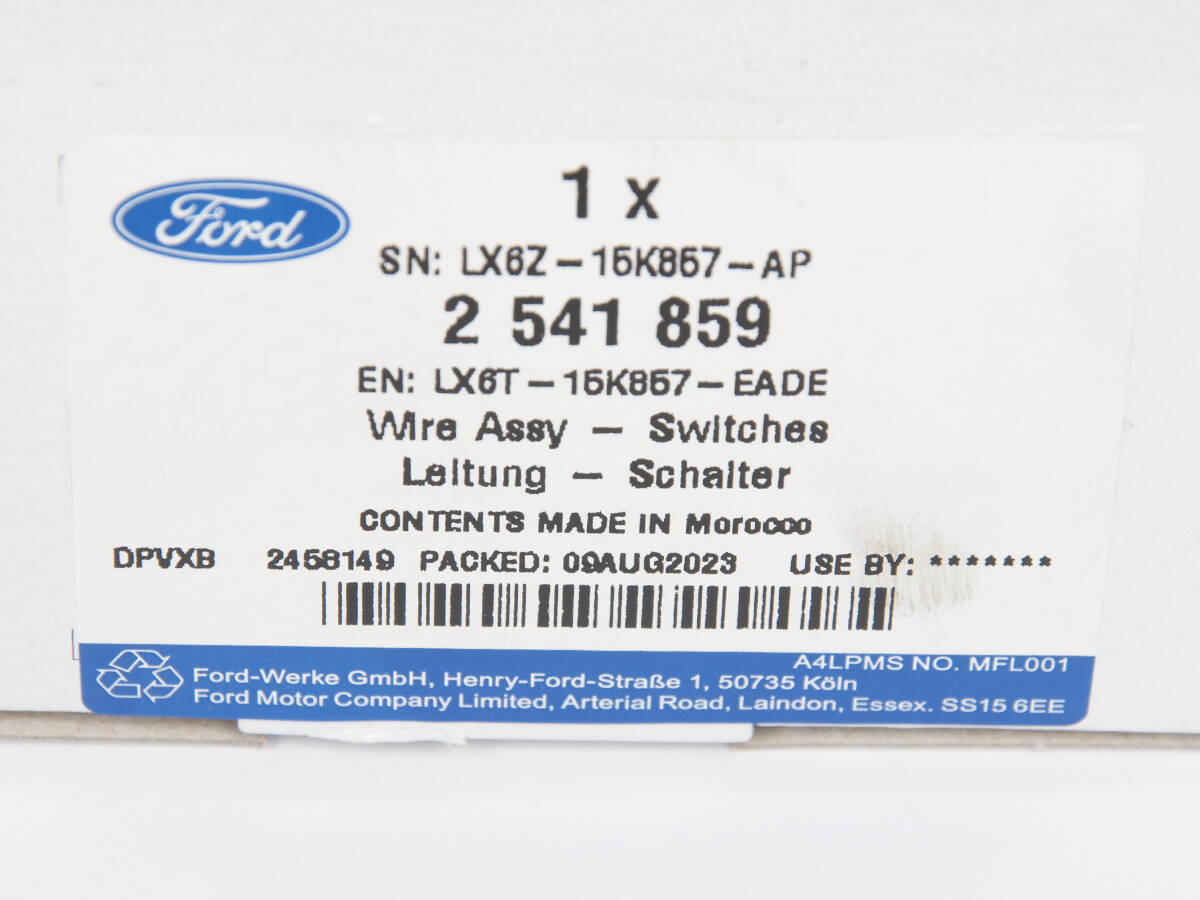 Ford
1 x
SN: LX6Z-15K857-AP
2 541 859
EN: LX6T-15K857-EADE
Wire Assy - Switches
Leitung - Schalter
CONTENTS MADE IN Morocco
DPVXB 2458149 PACKED: 09AUG2023 USE BY: *******
A4LPMS NO. MFL001
Ford-Werke GmbH, Henry-Ford-Straße 1, 50735 Köln
Ford Motor Company Limited, Arterial Road, Laindon, Essex. SS15 6EE